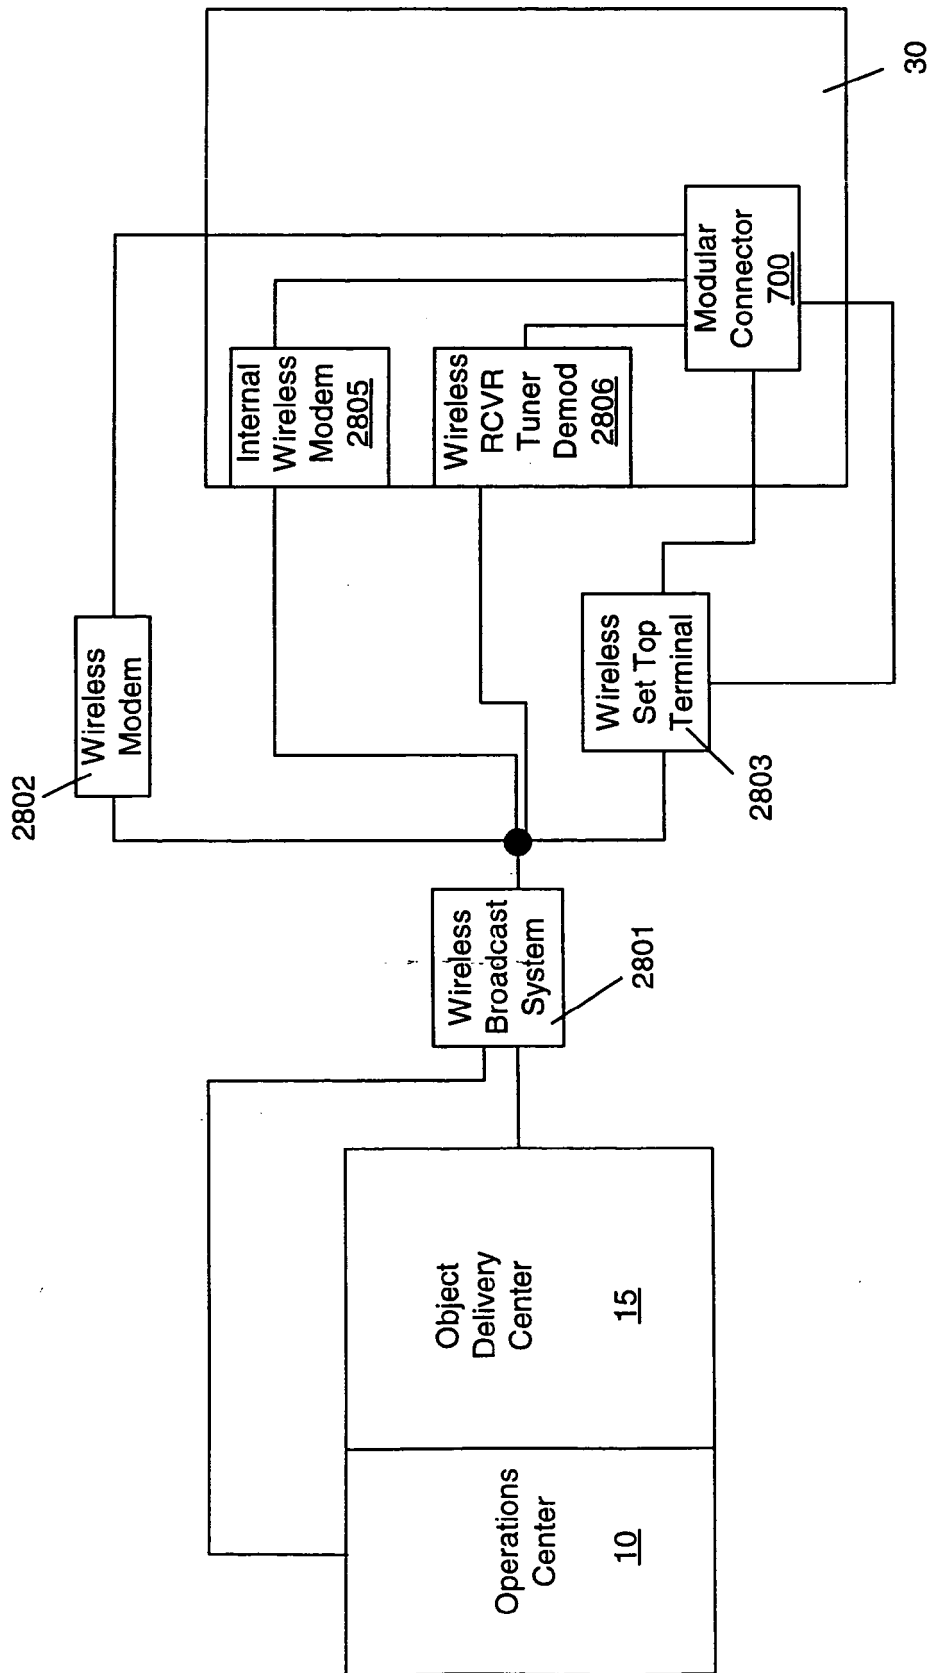 Operations
Center
10
Object
Delivery
Center
15
Wireless
Broadcast
System
2801
2802
Wireless
Modem
Internal
Wireless
Modem
2805
Wireless
RCVR
Tuner
Demod
2806
Wireless
Set Top
Terminal
2803
Modular
Connector
700
30